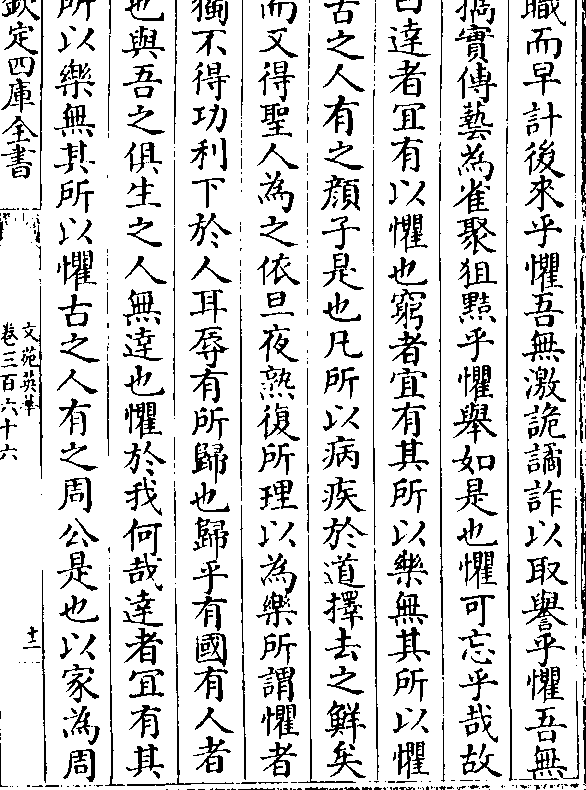 職而早計後來乎懼吾無激詭譎詐以取譽乎懼吾無
摛實傅藝為雀聚狙黠乎懼舉如是也懼可忘乎哉故
曰達者宜有以懼也窮者宜有其所以樂無其所以懼
古之人有之顔子是也凡所以病疾於道擇去之鮮矣
而又得聖人為之依旦夜熟復所理以為樂所謂懼者
獨不得功利下於人耳辱有所歸也歸乎有國有人者
也與吾之俱生之人無逹也懼於我何哉達者宜有其
所以樂無其所以懼古之人有之周公是也以家為周
欽定四庫全書
文苑英華
卷三百六十六
十二